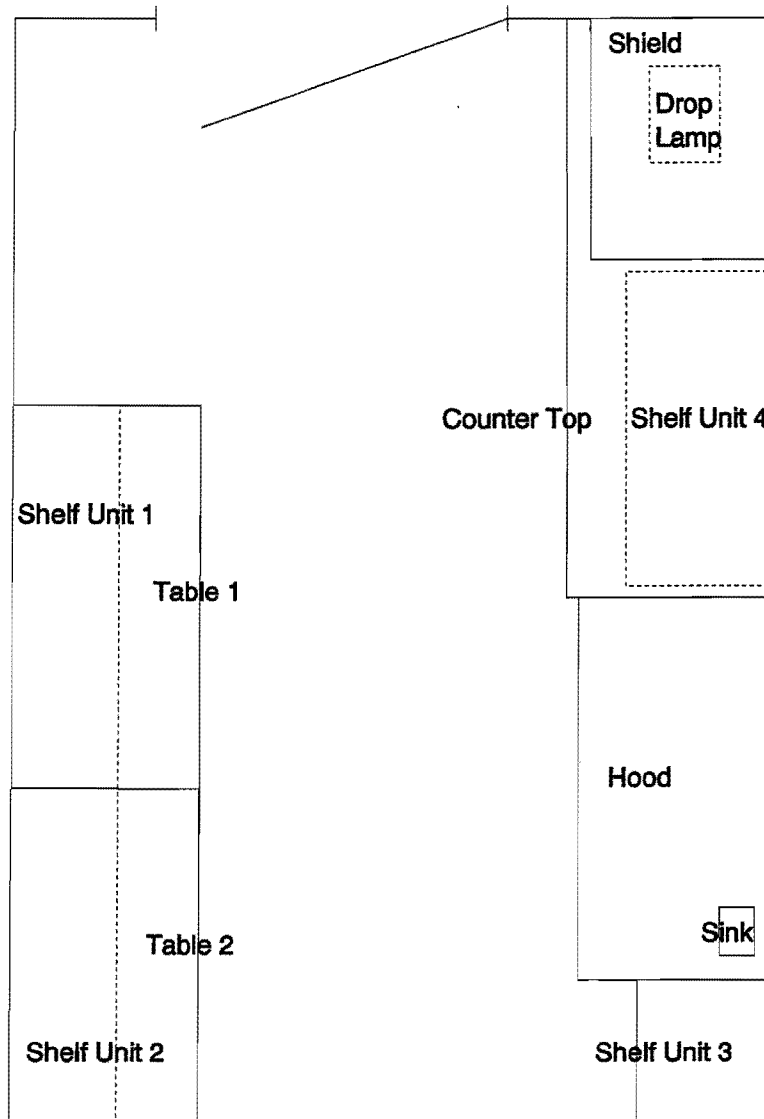 Shield
Drop
Lamp
Counter Top
Shelf Unit 4
Shelf Unit 1
Table 1
Hood
Sink
Table 2
Shelf Unit 2
Shelf Unit 3